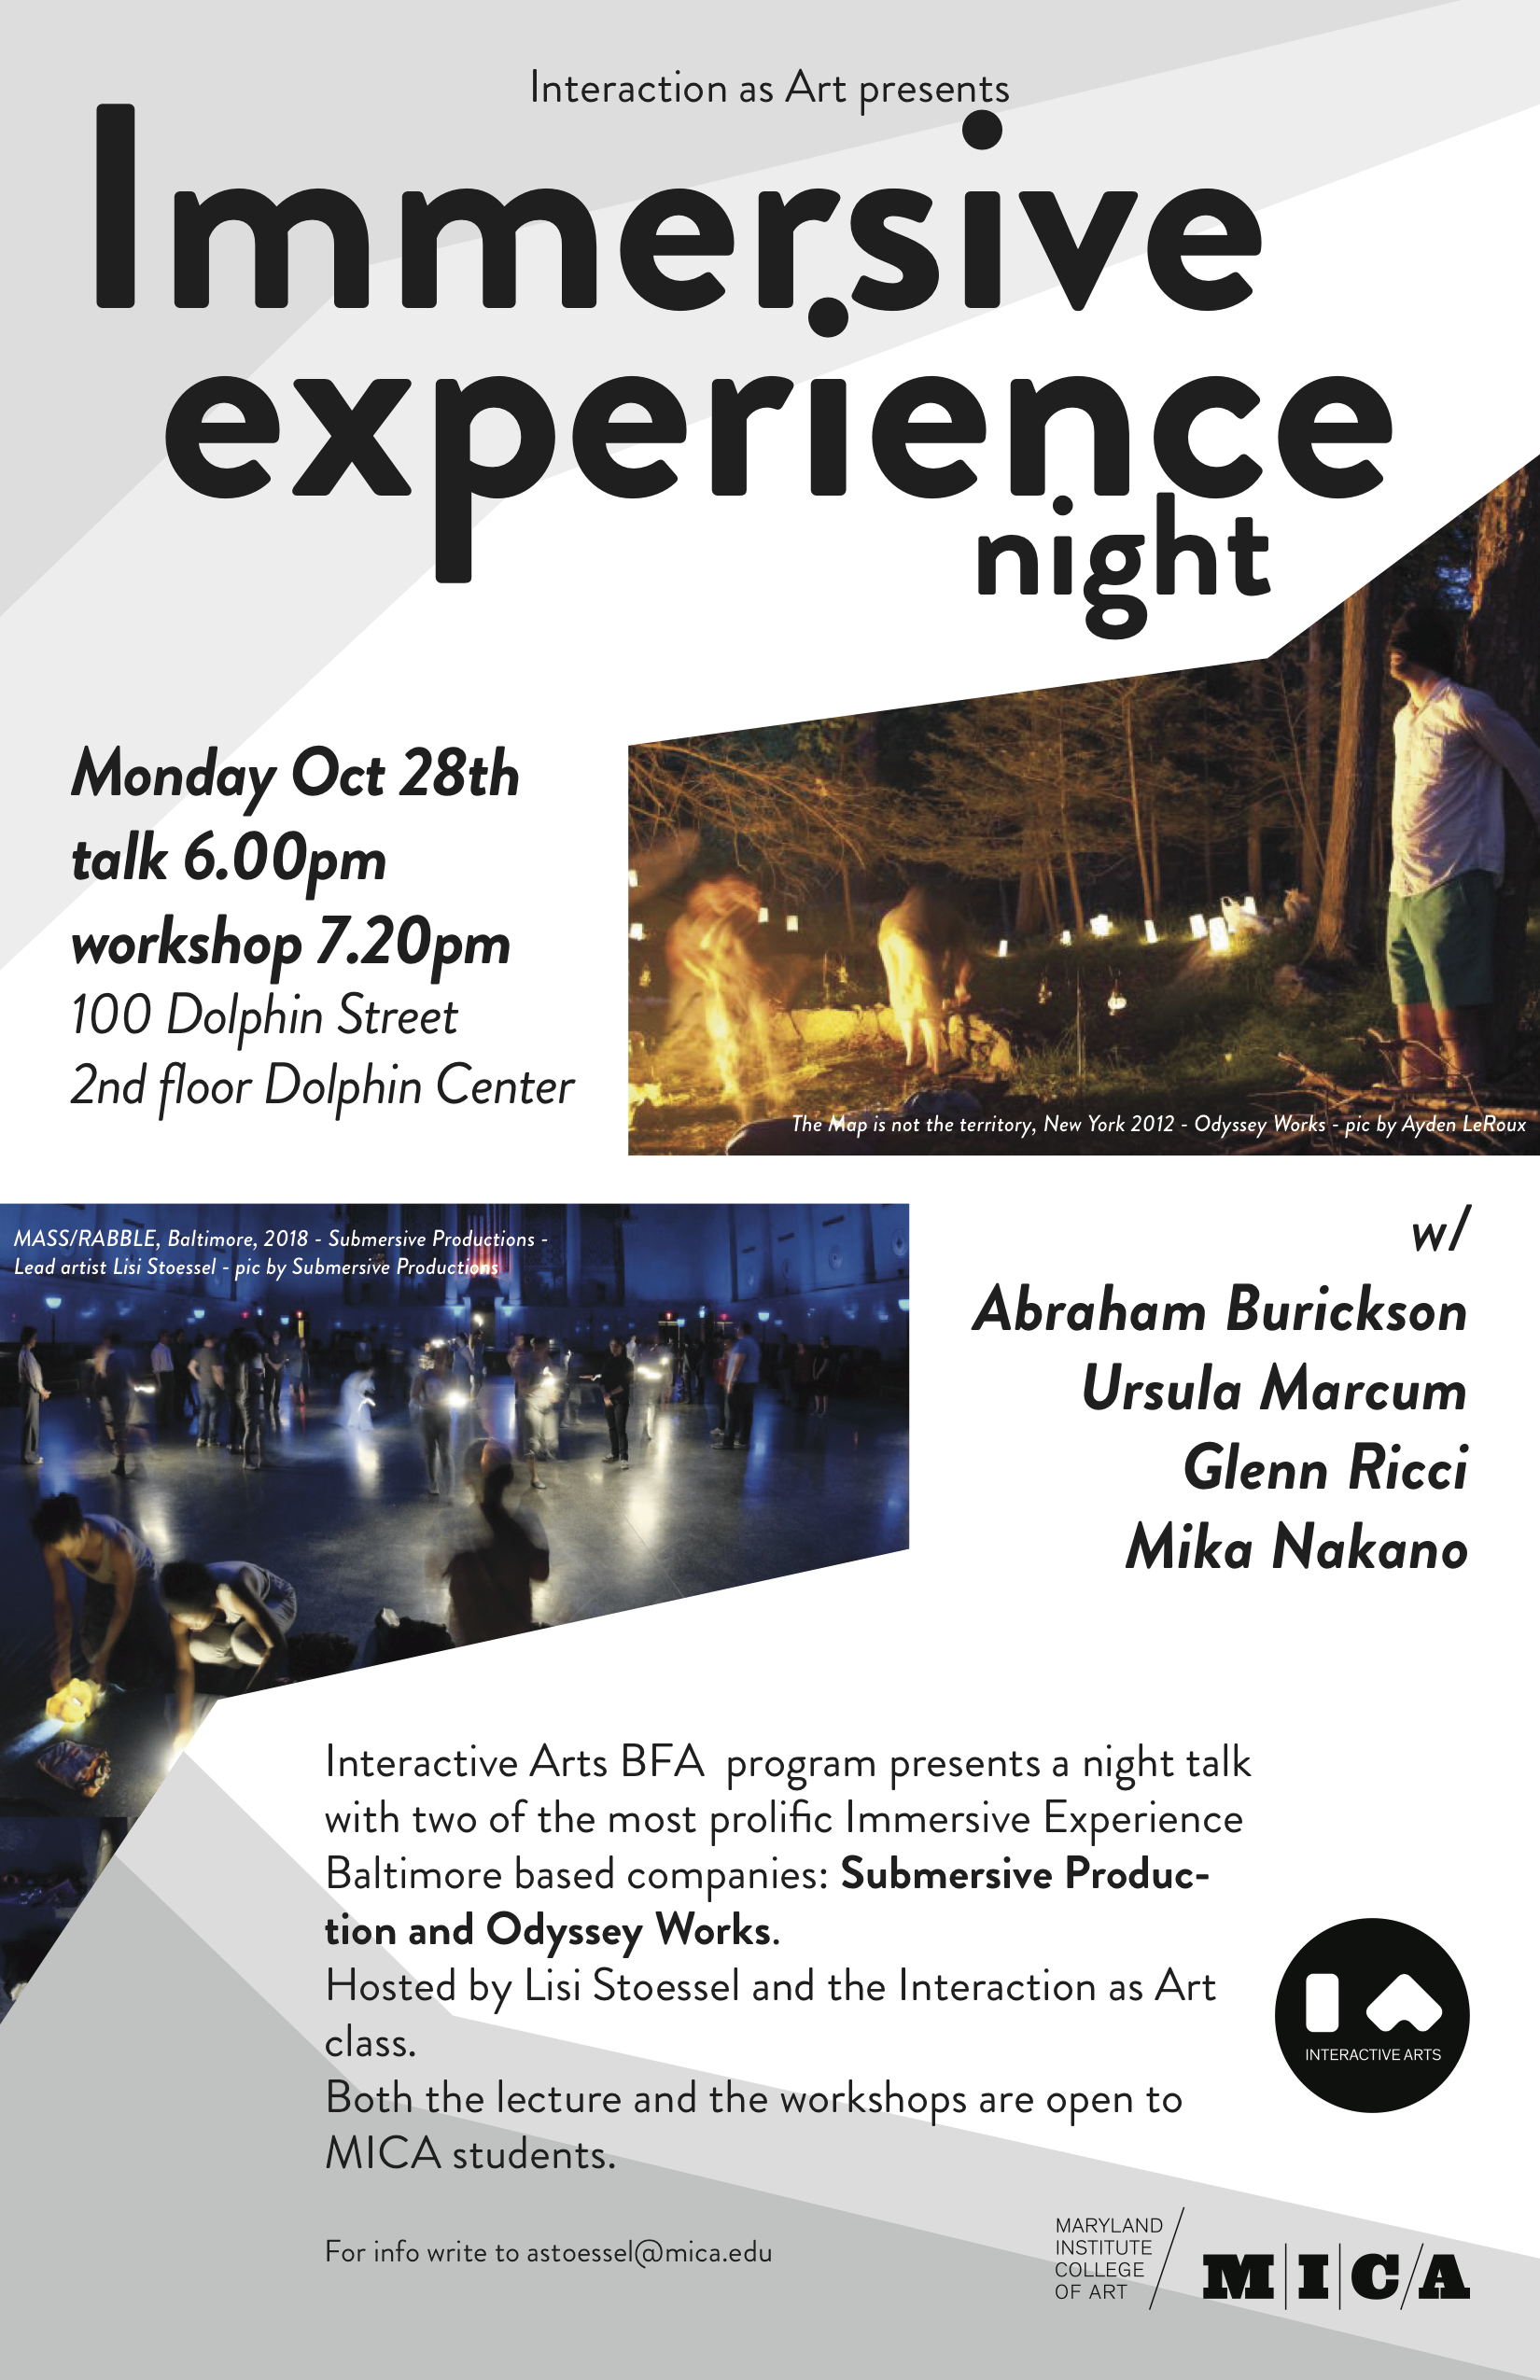 Interaction as Art presents
Immersive
experience
night
Monday Oct 28th
talk 6.00pm
workshop 7.20pm
100 Dolphin Street
2nd floor Dolphin Center
The Map is not the territory, New York 2012 - Odyssey Works - pic by Ayden LeRoux
MASS/RABBLE, Baltimore, 2018 - Submersive Productions -
Lead artist Lisi Stoessel - pic by Submersive Productions
w/
Abraham Burickson
Ursula Marcum
Glenn Ricci
Mika Nakano
Interactive Arts BFA  program presents a night talk
with two of the most prolific Immersive Experience
Baltimore based companies: Submersive Produc-
tion and Odyssey Works.
Hosted by Lisi Stoessel and the Interaction as Art
class.
Both the lecture and the workshops are open to
MICA students.
INTERACTIVE ARTS
For info write to astoessel@mica.edu
MARYLAND
INSTITUTE
COLLEGE
OF ART
MICA